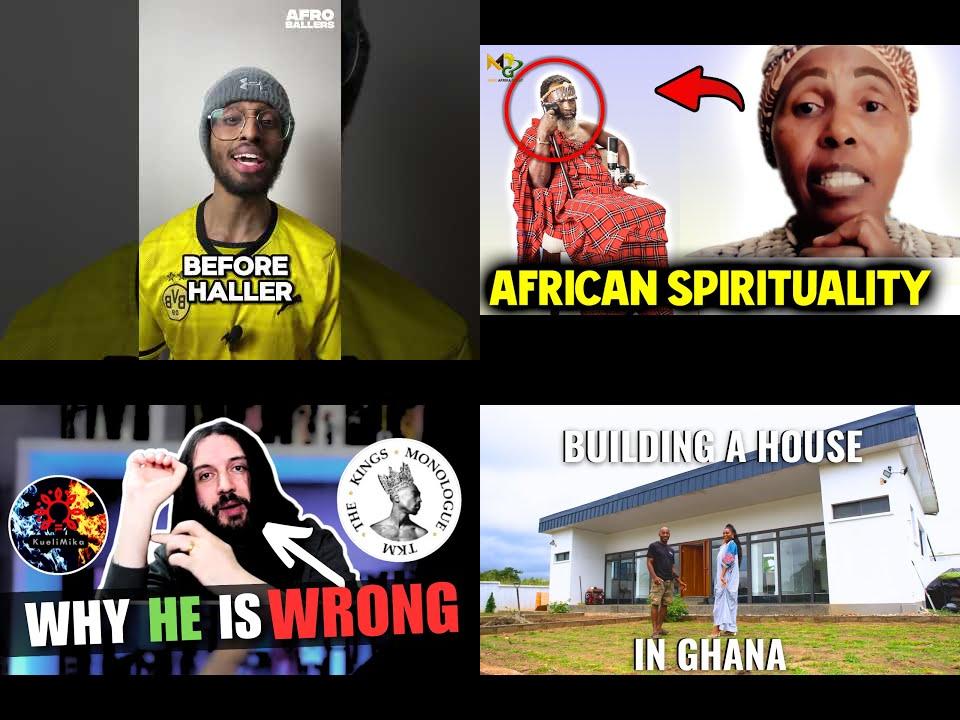 AFRO
BALLERS
BEFORE
HALLER
BVB
09
AFRICAN SPIRITUALITY
KueliMika
THE · KINGS · MONOLOGUE
TKM
WHY HE IS WRONG
BUILDING A HOUSE
IN GHANA